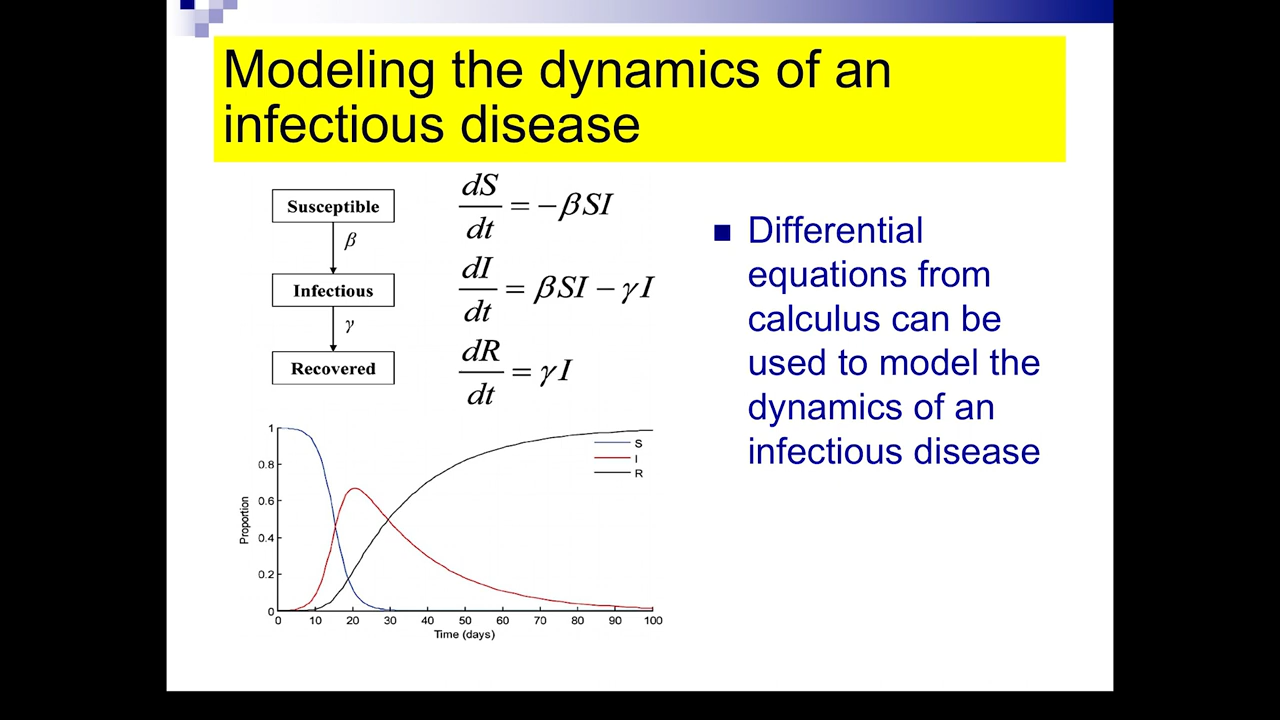 Modeling the dynamics of an
infectious disease
Susceptible
β
Infectious
γ
Recovered
dS/dt = −βSI
dI/dt = βSI − γI
dR/dt = γI
■ Differential
equations from
calculus can be
used to model the
dynamics of an
infectious disease
1
0.8
0.6
0.4
0.2
0
Proportion
S
I
R
0 10 20 30 40 50 60 70 80 90 100
Time (days)